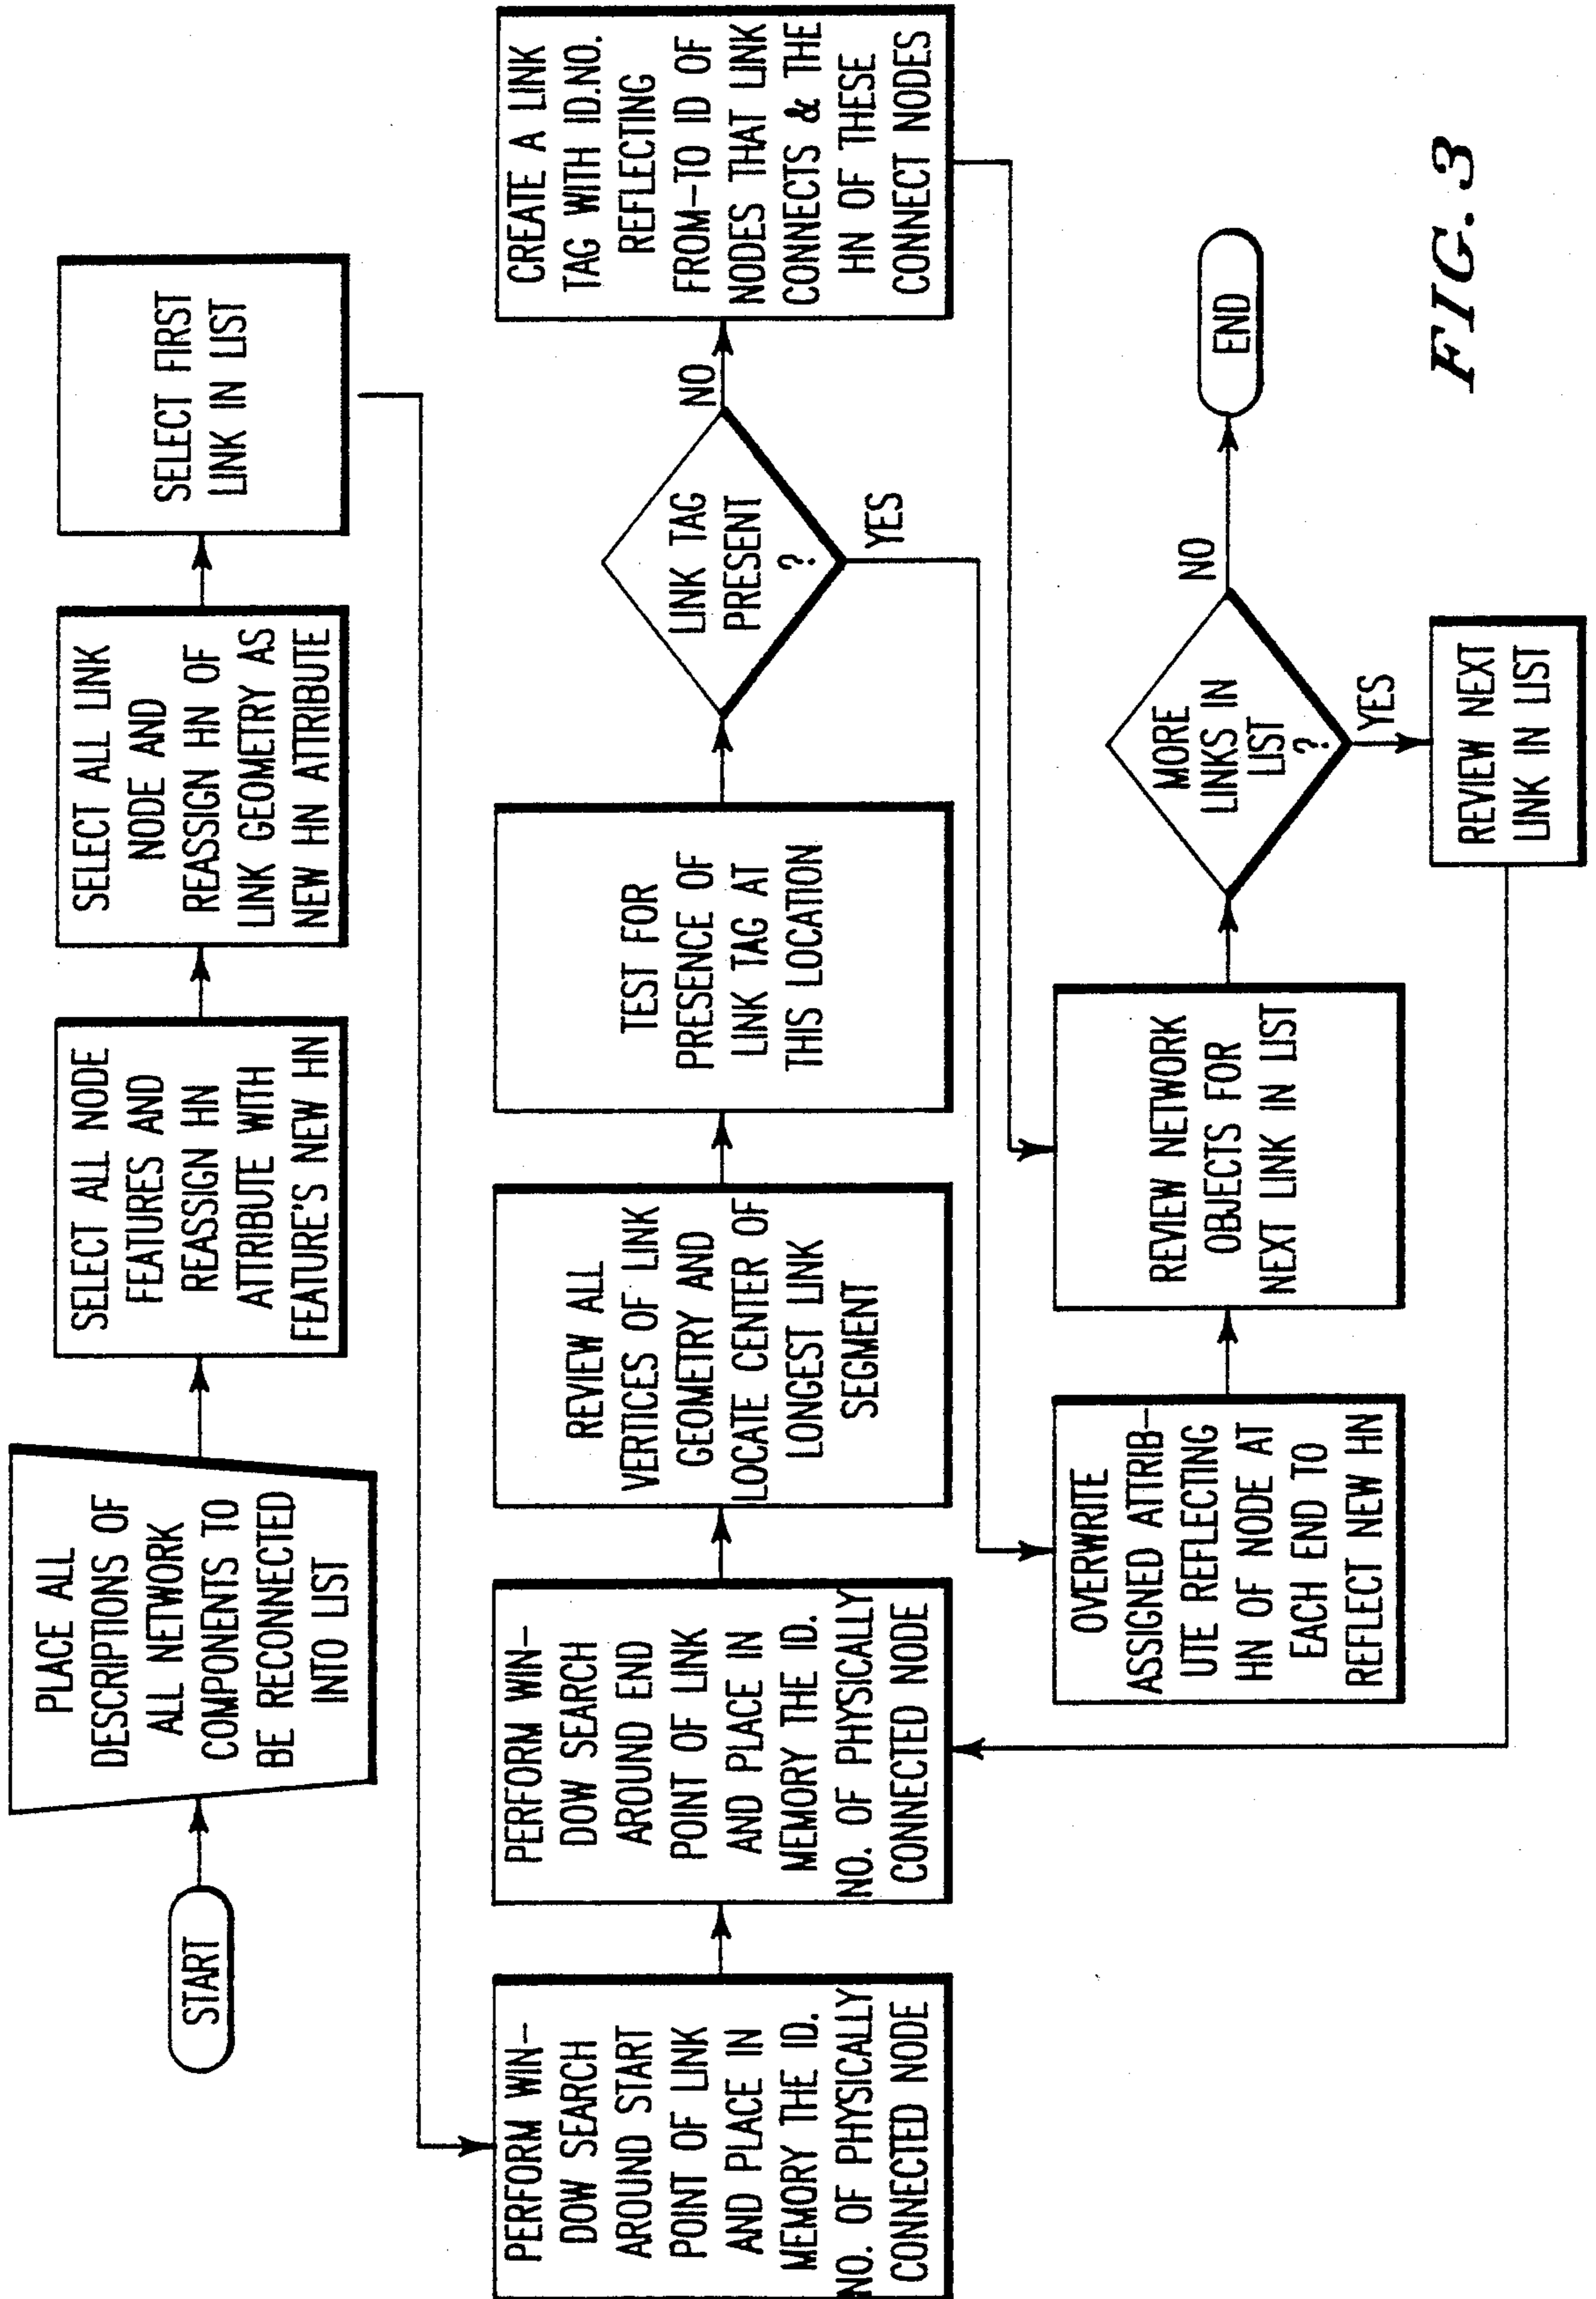 START
PLACE ALL
DESCRIPTIONS OF
ALL NETWORK
COMPONENTS TO
BE RECONNECTED
INTO LIST
SELECT ALL NODE
FEATURES AND
REASSIGN HN
ATTRIBUTE WITH
FEATURE'S NEW HN
SELECT ALL LINK
NODE AND
REASSIGN HN OF
LINK GEOMETRY AS
NEW HN ATTRIBUTE
SELECT FIRST
LINK IN LIST
PERFORM WIN-
DOW SEARCH
AROUND START
POINT OF LINK
AND PLACE IN
MEMORY THE ID.
NO. OF PHYSICALLY
CONNECTED NODE
PERFORM WIN-
DOW SEARCH
AROUND END
POINT OF LINK
AND PLACE IN
MEMORY THE ID.
NO. OF PHYSICALLY
CONNECTED NODE
REVIEW ALL
VERTICES OF LINK
GEOMETRY AND
LOCATE CENTER OF
LONGEST LINK
SEGMENT
TEST FOR
PRESENCE OF
LINK TAG AT
THIS LOCATION
LINK TAG
PRESENT
?
NO
YES
CREATE A LINK
TAG WITH ID.NO.
REFLECTING
FROM-TO ID OF
NODES THAT LINK
CONNECTS & THE
HN OF THESE
CONNECT NODES
OVERWRITE
ASSIGNED ATTRIB-
UTE REFLECTING
HN OF NODE AT
EACH END TO
REFLECT NEW HN
REVIEW NETWORK
OBJECTS FOR
NEXT LINK IN LIST
MORE
LINKS IN
LIST
?
NO
YES
END
REVIEW NEXT
LINK IN LIST
FIG. 3